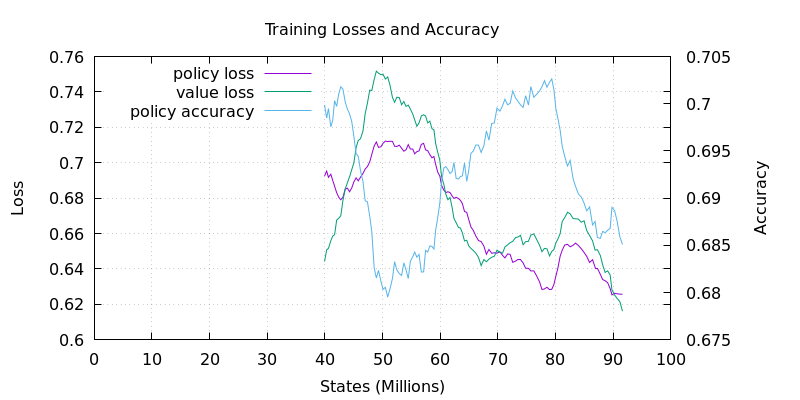 Training Losses and Accuracy
policy loss
value loss
policy accuracy
Loss
0.76
0.74
0.72
0.7
0.68
0.66
0.64
0.62
0.6
0.705
0.7
0.695
0.69
0.685
0.68
0.675
Accuracy
0 10 20 30 40 50 60 70 80 90 100
States (Millions)